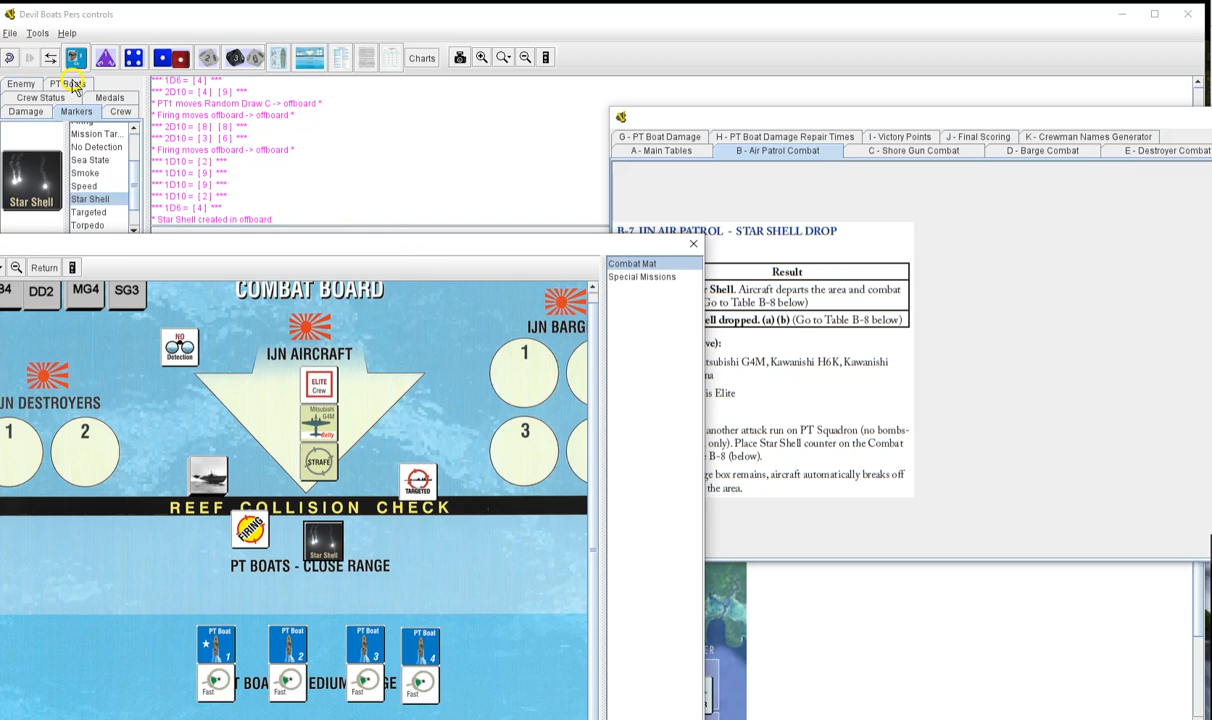 Devil Boats Pers controls
File Tools Help
Charts
Enemy PT Boats
Crew Status Medals
Damage Markers Crew
Star Shell
Mission Tar...
No Detection
Sea State
Smoke
Speed
Star Shell
Targeted
Torpedo
*** 1D6 = [ 4] ***
*** 2D10 = [ 4] [ 9] ***
* PT1 moves Random Draw C -> offboard *
* Firing moves offboard -> offboard *
*** 2D10 = [ 8] [ 8] ***
*** 2D10 = [ 3] [ 6] ***
* Firing moves offboard -> offboard *
*** 1D10 = [ 2] ***
*** 1D10 = [ 9] ***
*** 1D10 = [ 9] ***
*** 1D10 = [ 2] ***
*** 1D6 = [ 4] ***
* Star Shell created in offboard
G - PT Boat Damage H - PT Boat Damage Repair Times I - Victory Points J - Final Scoring K - Crewman Names Generator
A - Main Tables B - Air Patrol Combat C - Shore Gun Combat D - Barge Combat E - Destroyer Combat
B-7 IJN AIR PATROL - STAR SHELL DROP
Result
Shell. Aircraft departs the area and combat
Go to Table B-8 below)
ell dropped. (a) (b) (Go to Table B-8 below)
ve):
tsubishi G4M, Kawanishi H6K, Kawanishi
na
is Elite
another attack run on PT Squadron (no bombs-
only). Place Star Shell counter on the Combat
B-8 (below).
ge box remains, aircraft automatically breaks off
the area.
Return
Combat Mat
Special Missions
34 DD2 MG4 SG3
COMBAT BOARD
NO
Detection
IJN AIRCRAFT
IJN BARG
1
3
JN DESTROYERS
1 2
ELITE
Crew
Mitsubishi
G4M
Belly
STRAFE
TARGETED
REEF COLLISION CHECK
FIRING
Star Shell
PT BOATS - CLOSE RANGE
PT Boat 1
PT Boat 2
PT Boat 3
PT Boat 4
Fast Fast Fast Fast
T BOA EDIUM GE